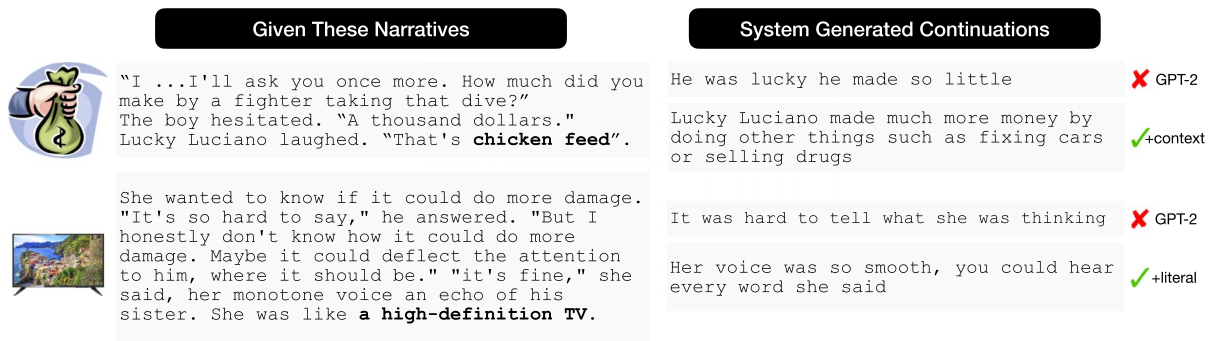 Given These Narratives
System Generated Continuations
“I ...I'll ask you once more. How much did you
make by a fighter taking that dive?”
The boy hesitated. “A thousand dollars."
Lucky Luciano laughed. “That's chicken feed”.
He was lucky he made so little
GPT-2
Lucky Luciano made much more money by
doing other things such as fixing cars
or selling drugs
+context
She wanted to know if it could do more damage.
"It's so hard to say," he answered. "But I
honestly don't know how it could do more
damage. Maybe it could deflect the attention
to him, where it should be." "it's fine," she
said, her monotone voice an echo of his
sister. She was like a high-definition TV.
It was hard to tell what she was thinking
GPT-2
Her voice was so smooth, you could hear
every word she said
+literal